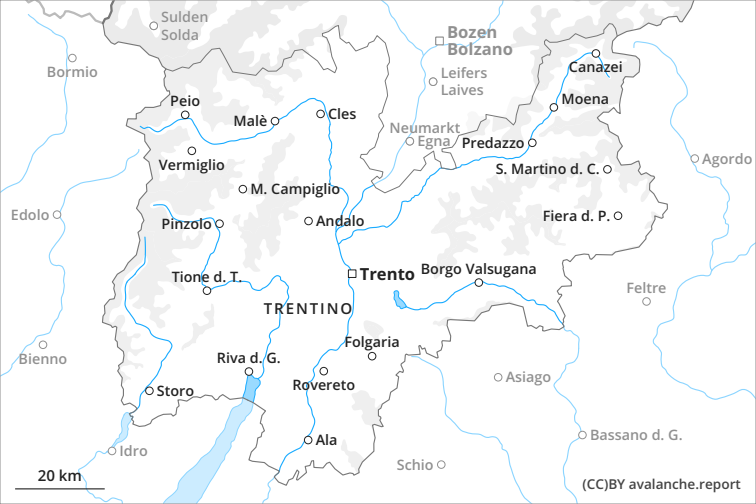 Sulden
Solda
Bozen
Bolzano
Bormio
Canazei
Leifers
Laives
Peio
Moena
Malè
Cles
Neumarkt
Egna
Predazzo
Agordo
Vermiglio
S. Martino d. C.
M. Campiglio
Edolo
Pinzolo
Andalo
Fiera d. P.
Tione d. T.
Trento
Borgo Valsugana
Feltre
TRENTINO
Bienno
Folgaria
Riva d. G.
Rovereto
Asiago
Storo
Ala
Bassano d. G.
Idro
Schio
20 km
(CC)BY avalanche.report